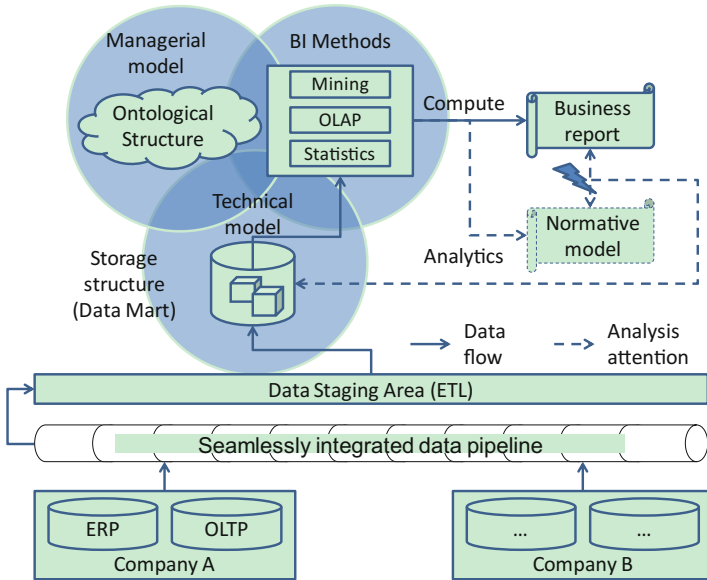 Managerial
model
BI Methods
Ontological
Structure
Mining
OLAP
Statistics
Compute
Business
report
Technical
model
Normative
model
Analytics
Storage
structure
(Data Mart)
Data
flow
Analysis
attention
Data Staging Area (ETL)
Seamlessly integrated data pipeline
ERP
OLTP
Company A
...
...
Company B